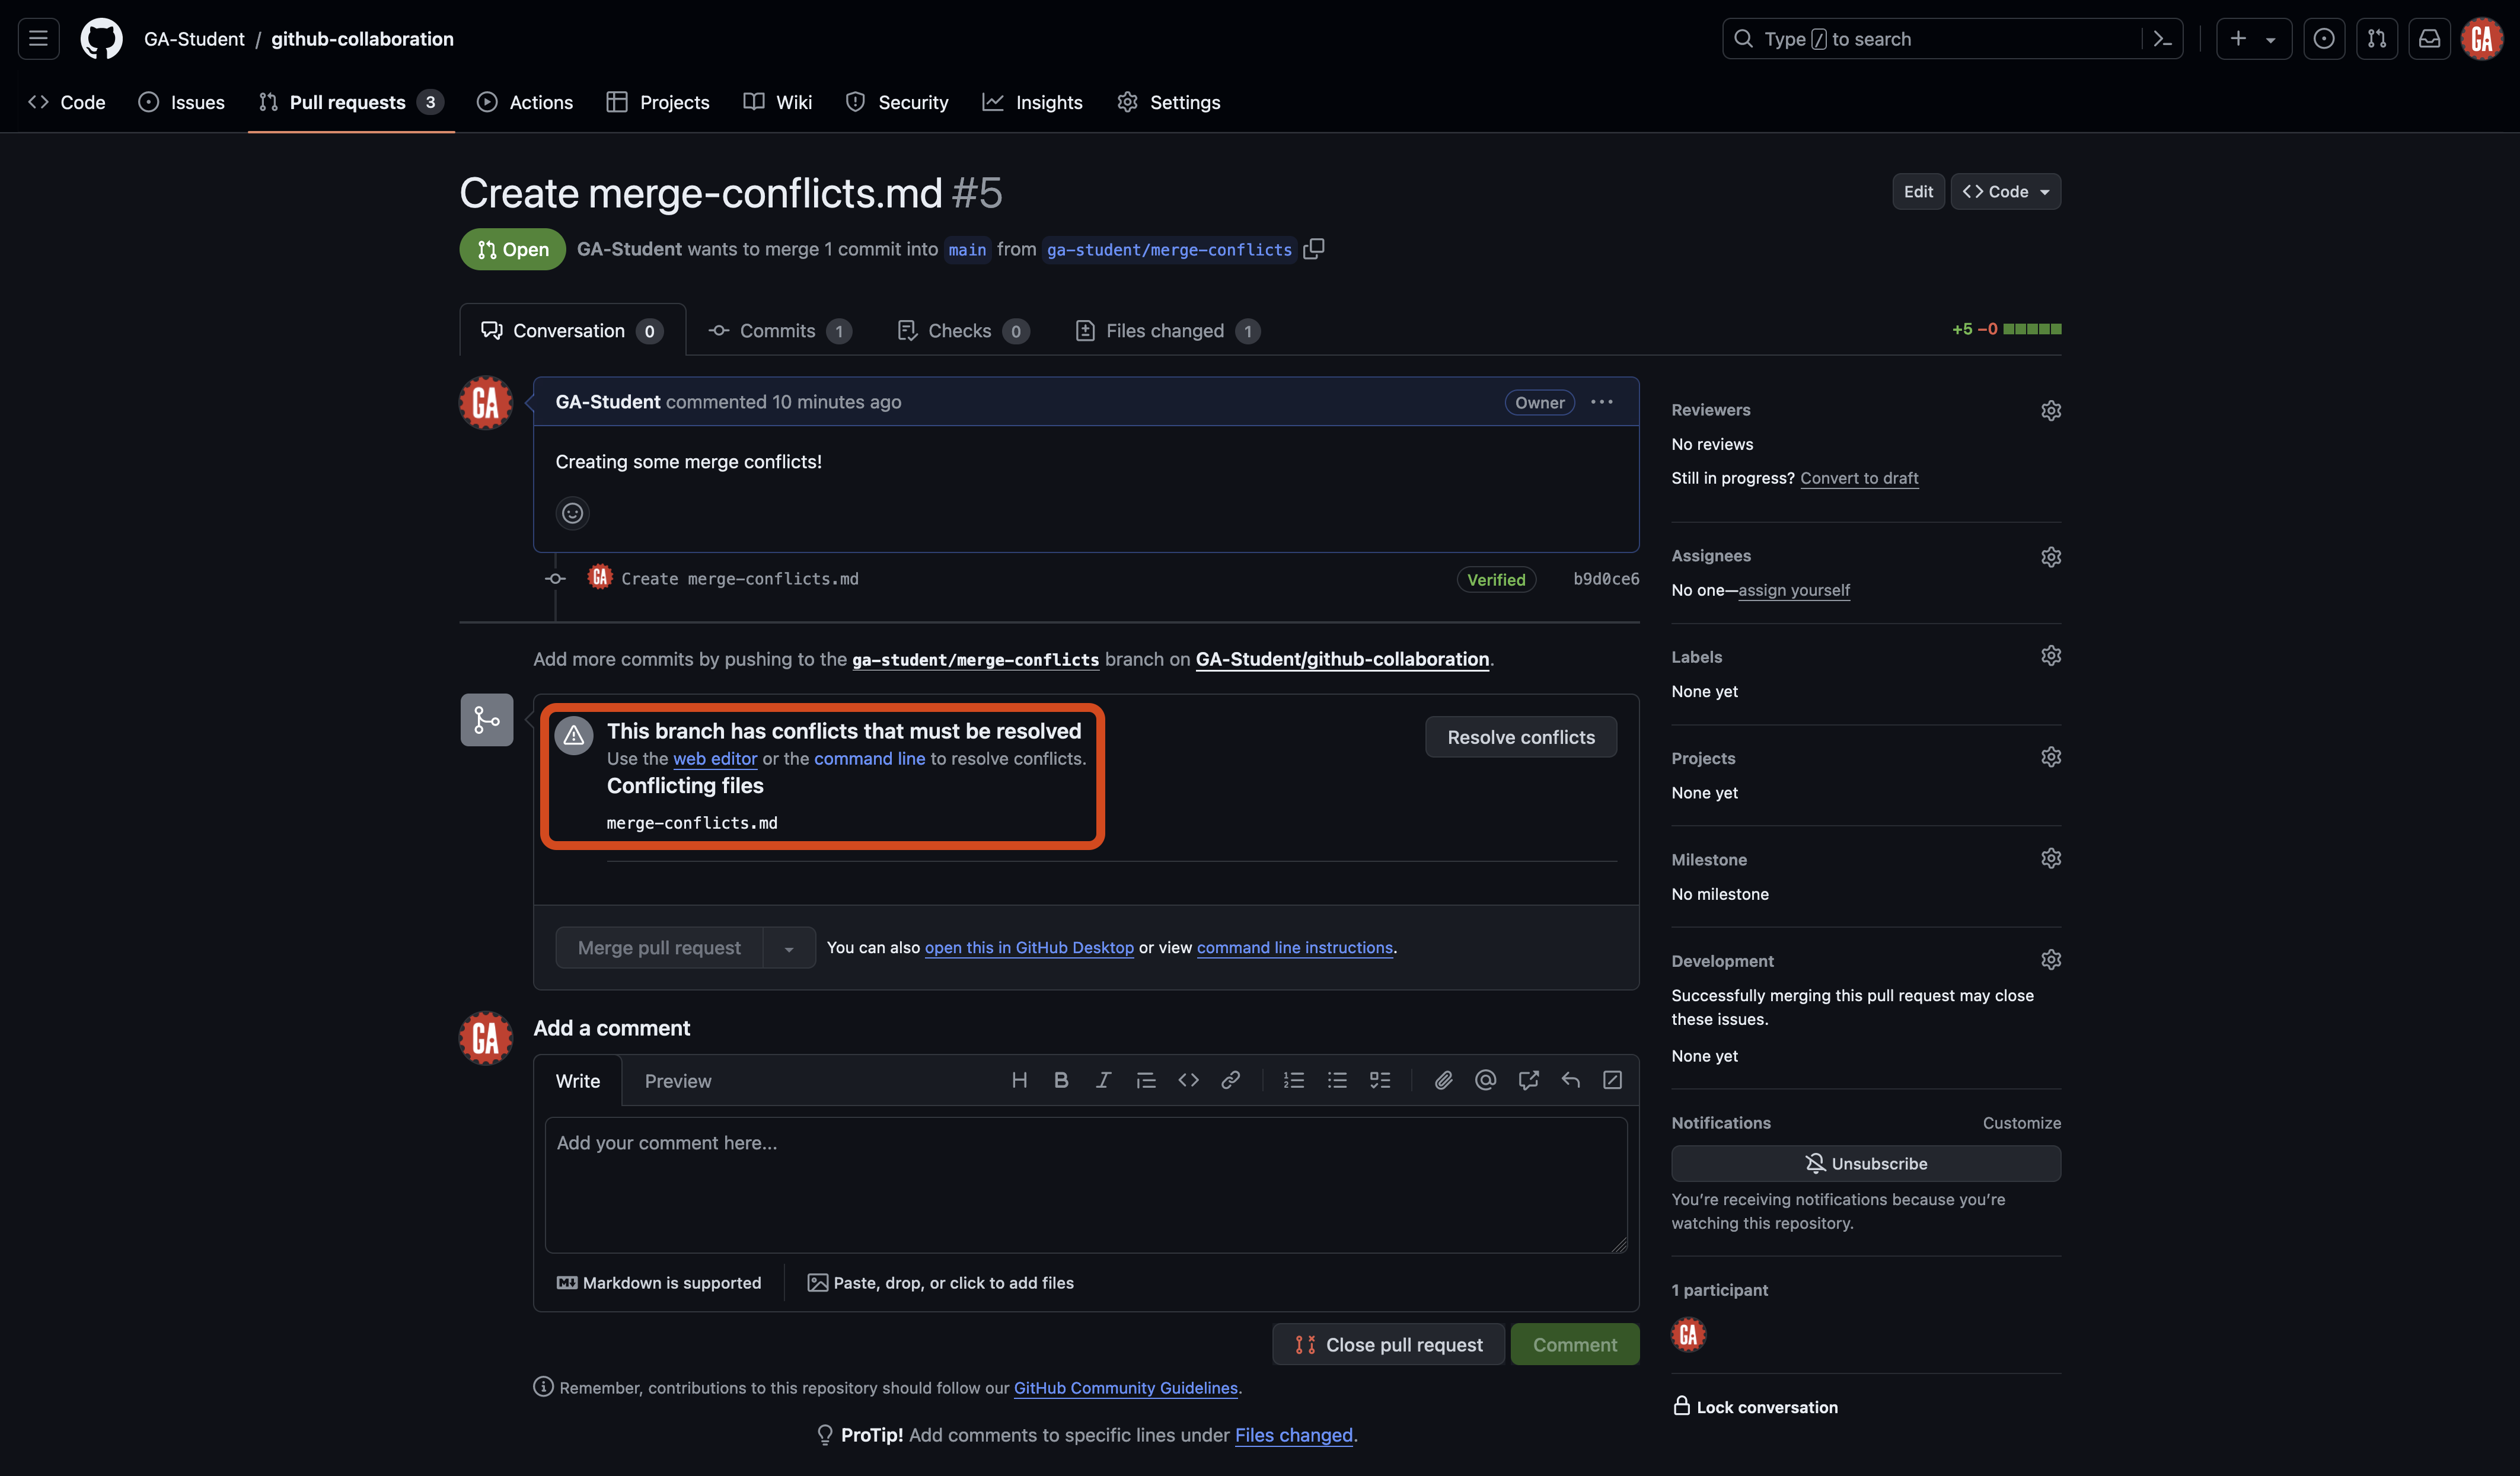 GA-Student / github-collaboration
Type / to search
Code
Issues
Pull requests 3
Actions
Projects
Wiki
Security
Insights
Settings
Create merge-conflicts.md #5
Edit
Code
Open
GA-Student wants to merge 1 commit into main from ga-student/merge-conflicts
Conversation 0
Commits 1
Checks 0
Files changed 1
+5 −0
GA
GA-Student commented 10 minutes ago
Owner
Creating some merge conflicts!
GA Create merge-conflicts.md
Verified
b9d0ce6
Add more commits by pushing to the ga-student/merge-conflicts branch on GA-Student/github-collaboration.
This branch has conflicts that must be resolved
Use the web editor or the command line to resolve conflicts.
Conflicting files
merge-conflicts.md
Resolve conflicts
Merge pull request
You can also open this in GitHub Desktop or view command line instructions.
GA
Add a comment
Write
Preview
Add your comment here...
Markdown is supported
Paste, drop, or click to add files
Close pull request
Comment
Remember, contributions to this repository should follow our GitHub Community Guidelines.
ProTip! Add comments to specific lines under Files changed.
GA
Reviewers
No reviews
Still in progress? Convert to draft
Assignees
No one—assign yourself
Labels
None yet
Projects
None yet
Milestone
No milestone
Development
Successfully merging this pull request may close
these issues.
None yet
Notifications
Customize
Unsubscribe
You’re receiving notifications because you’re
watching this repository.
1 participant
GA
Lock conversation